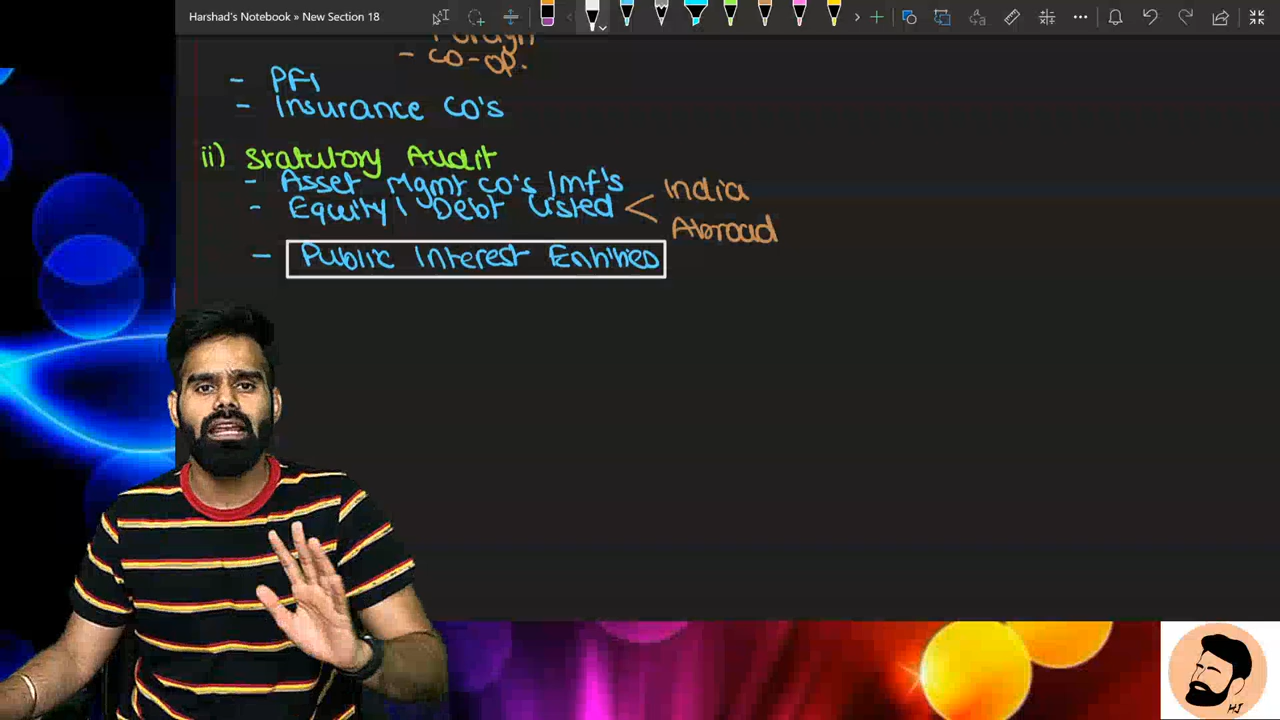 Harshad's Notebook » New Section 18
- Co-op.
- PFI
- Insurance Co's
ii) Statutory Audit
- Asset Mgmt co's / mf's
- Equity / Debt Listed < India
Abroad
- Public Interest Entities
HJ